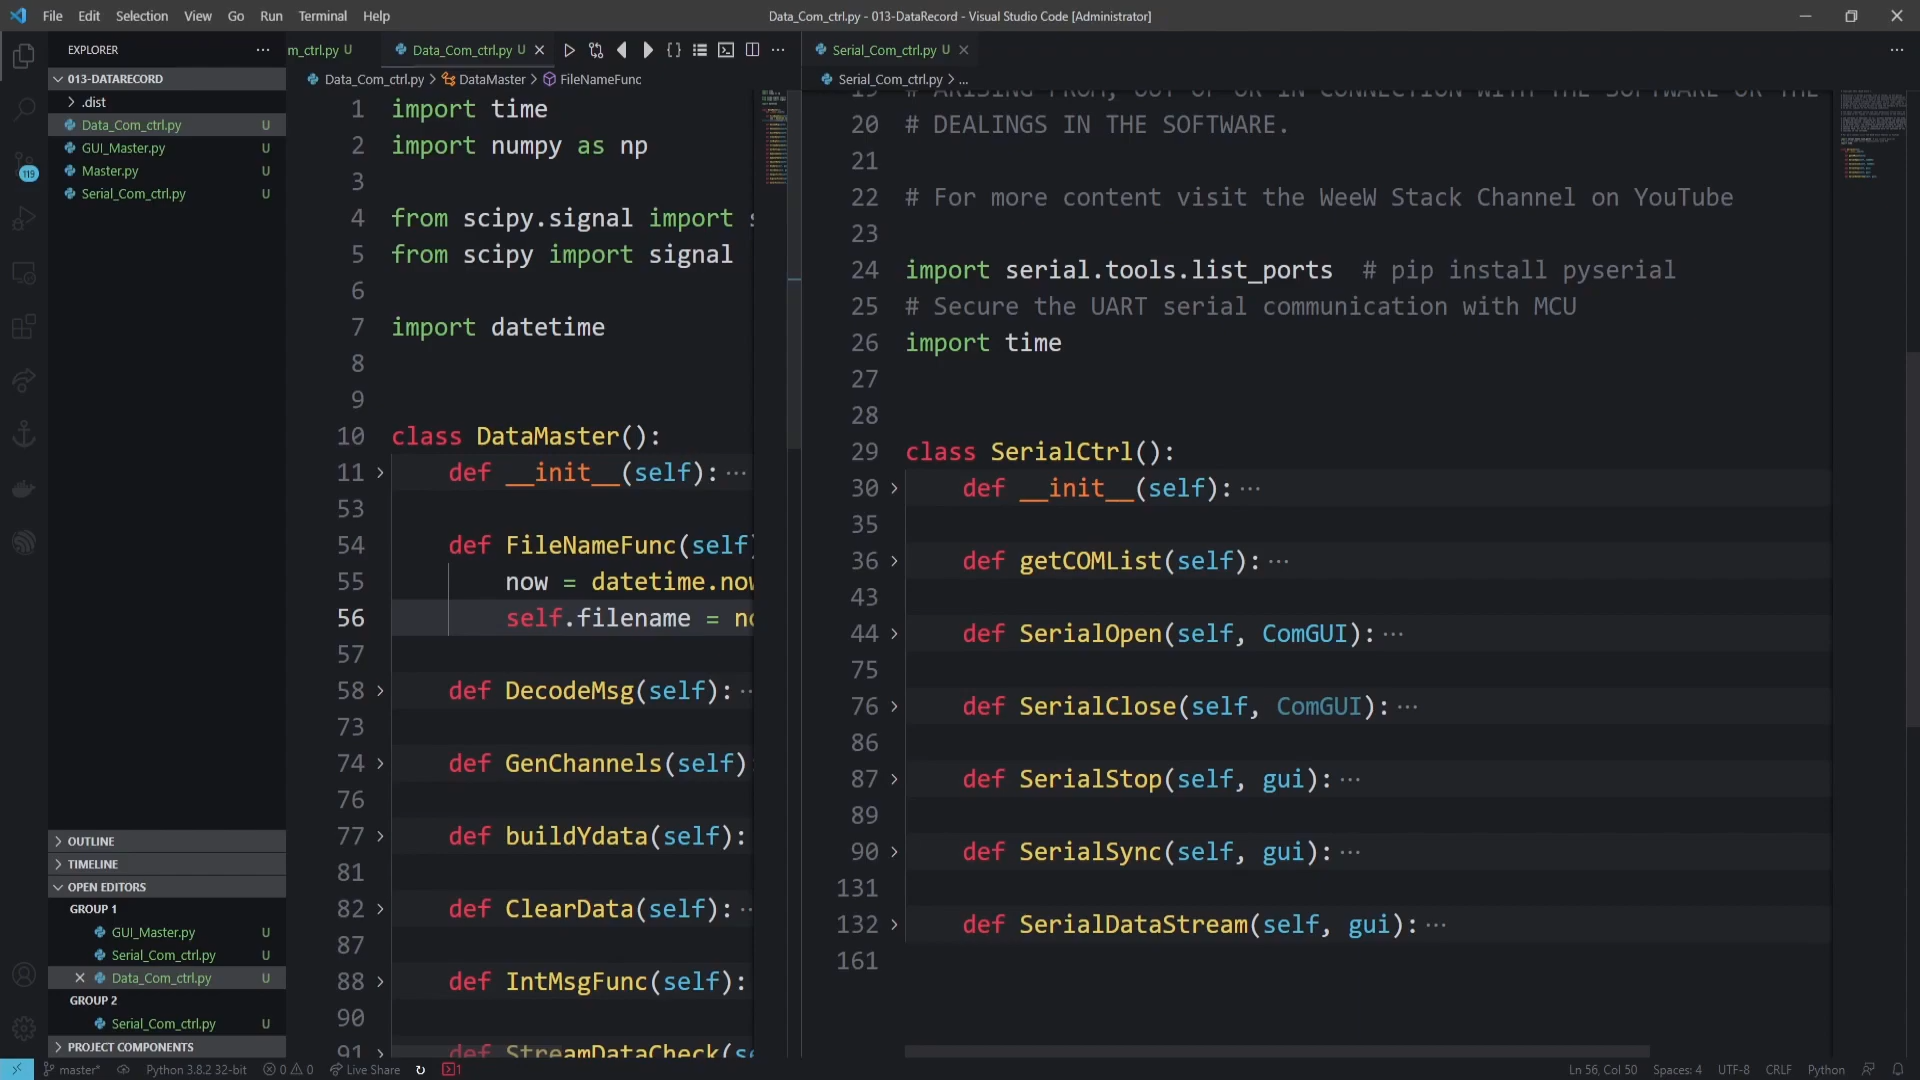 File Edit Selection View Go Run Terminal Help
Data_Com_ctrl.py - 013-DataRecord - Visual Studio Code [Administrator]
EXPLORER
013-DATARECORD
.dist
Data_Com_ctrl.py U
GUI_Master.py U
Master.py U
Serial_Com_ctrl.py U
119
OUTLINE
TIMELINE
OPEN EDITORS
GROUP 1
GUI_Master.py U
Serial_Com_ctrl.py U
Data_Com_ctrl.py U
GROUP 2
Serial_Com_ctrl.py U
PROJECT COMPONENTS
m_ctrl.py U
Data_Com_ctrl.py U
Data_Com_ctrl.py > DataMaster > FileNameFunc
1 import time
2 import numpy as np
3
4 from scipy.signal import
5 from scipy import signal
6
7 import datetime
8
9
10 class DataMaster():
11 def __init__(self): ...
53
54 def FileNameFunc(self
55 now = datetime.now
56 self.filename =
57
58 def DecodeMsg(self):
73
74 def GenChannels(self)
76
77 def buildYdata(self):
81
82 def ClearData(self):
87
88 def IntMsgFunc(self):
90
91 def StreamDataCheck(se
Serial_Com_ctrl.py U
Serial_Com_ctrl.py > ...
19 # ARISING FROM, OUT OF OR IN CONNECTION WITH THE SOFTWARE OR THE
20 # DEALINGS IN THE SOFTWARE.
21
22 # For more content visit the WeeW Stack Channel on YouTube
23
24 import serial.tools.list_ports # pip install pyserial
25 # Secure the UART serial communication with MCU
26 import time
27
28
29 class SerialCtrl():
30 def __init__(self): ...
35
36 def getCOMList(self): ...
43
44 def SerialOpen(self, ComGUI): ...
75
76 def SerialClose(self, ComGUI): ...
86
87 def SerialStop(self, gui): ...
89
90 def SerialSync(self, gui): ...
131
132 def SerialDataStream(self, gui): ...
161
master* Python 3.8.2 32-bit 0 0 Live Share 1
Ln 56, Col 50 Spaces: 4 UTF-8 CRLF Python